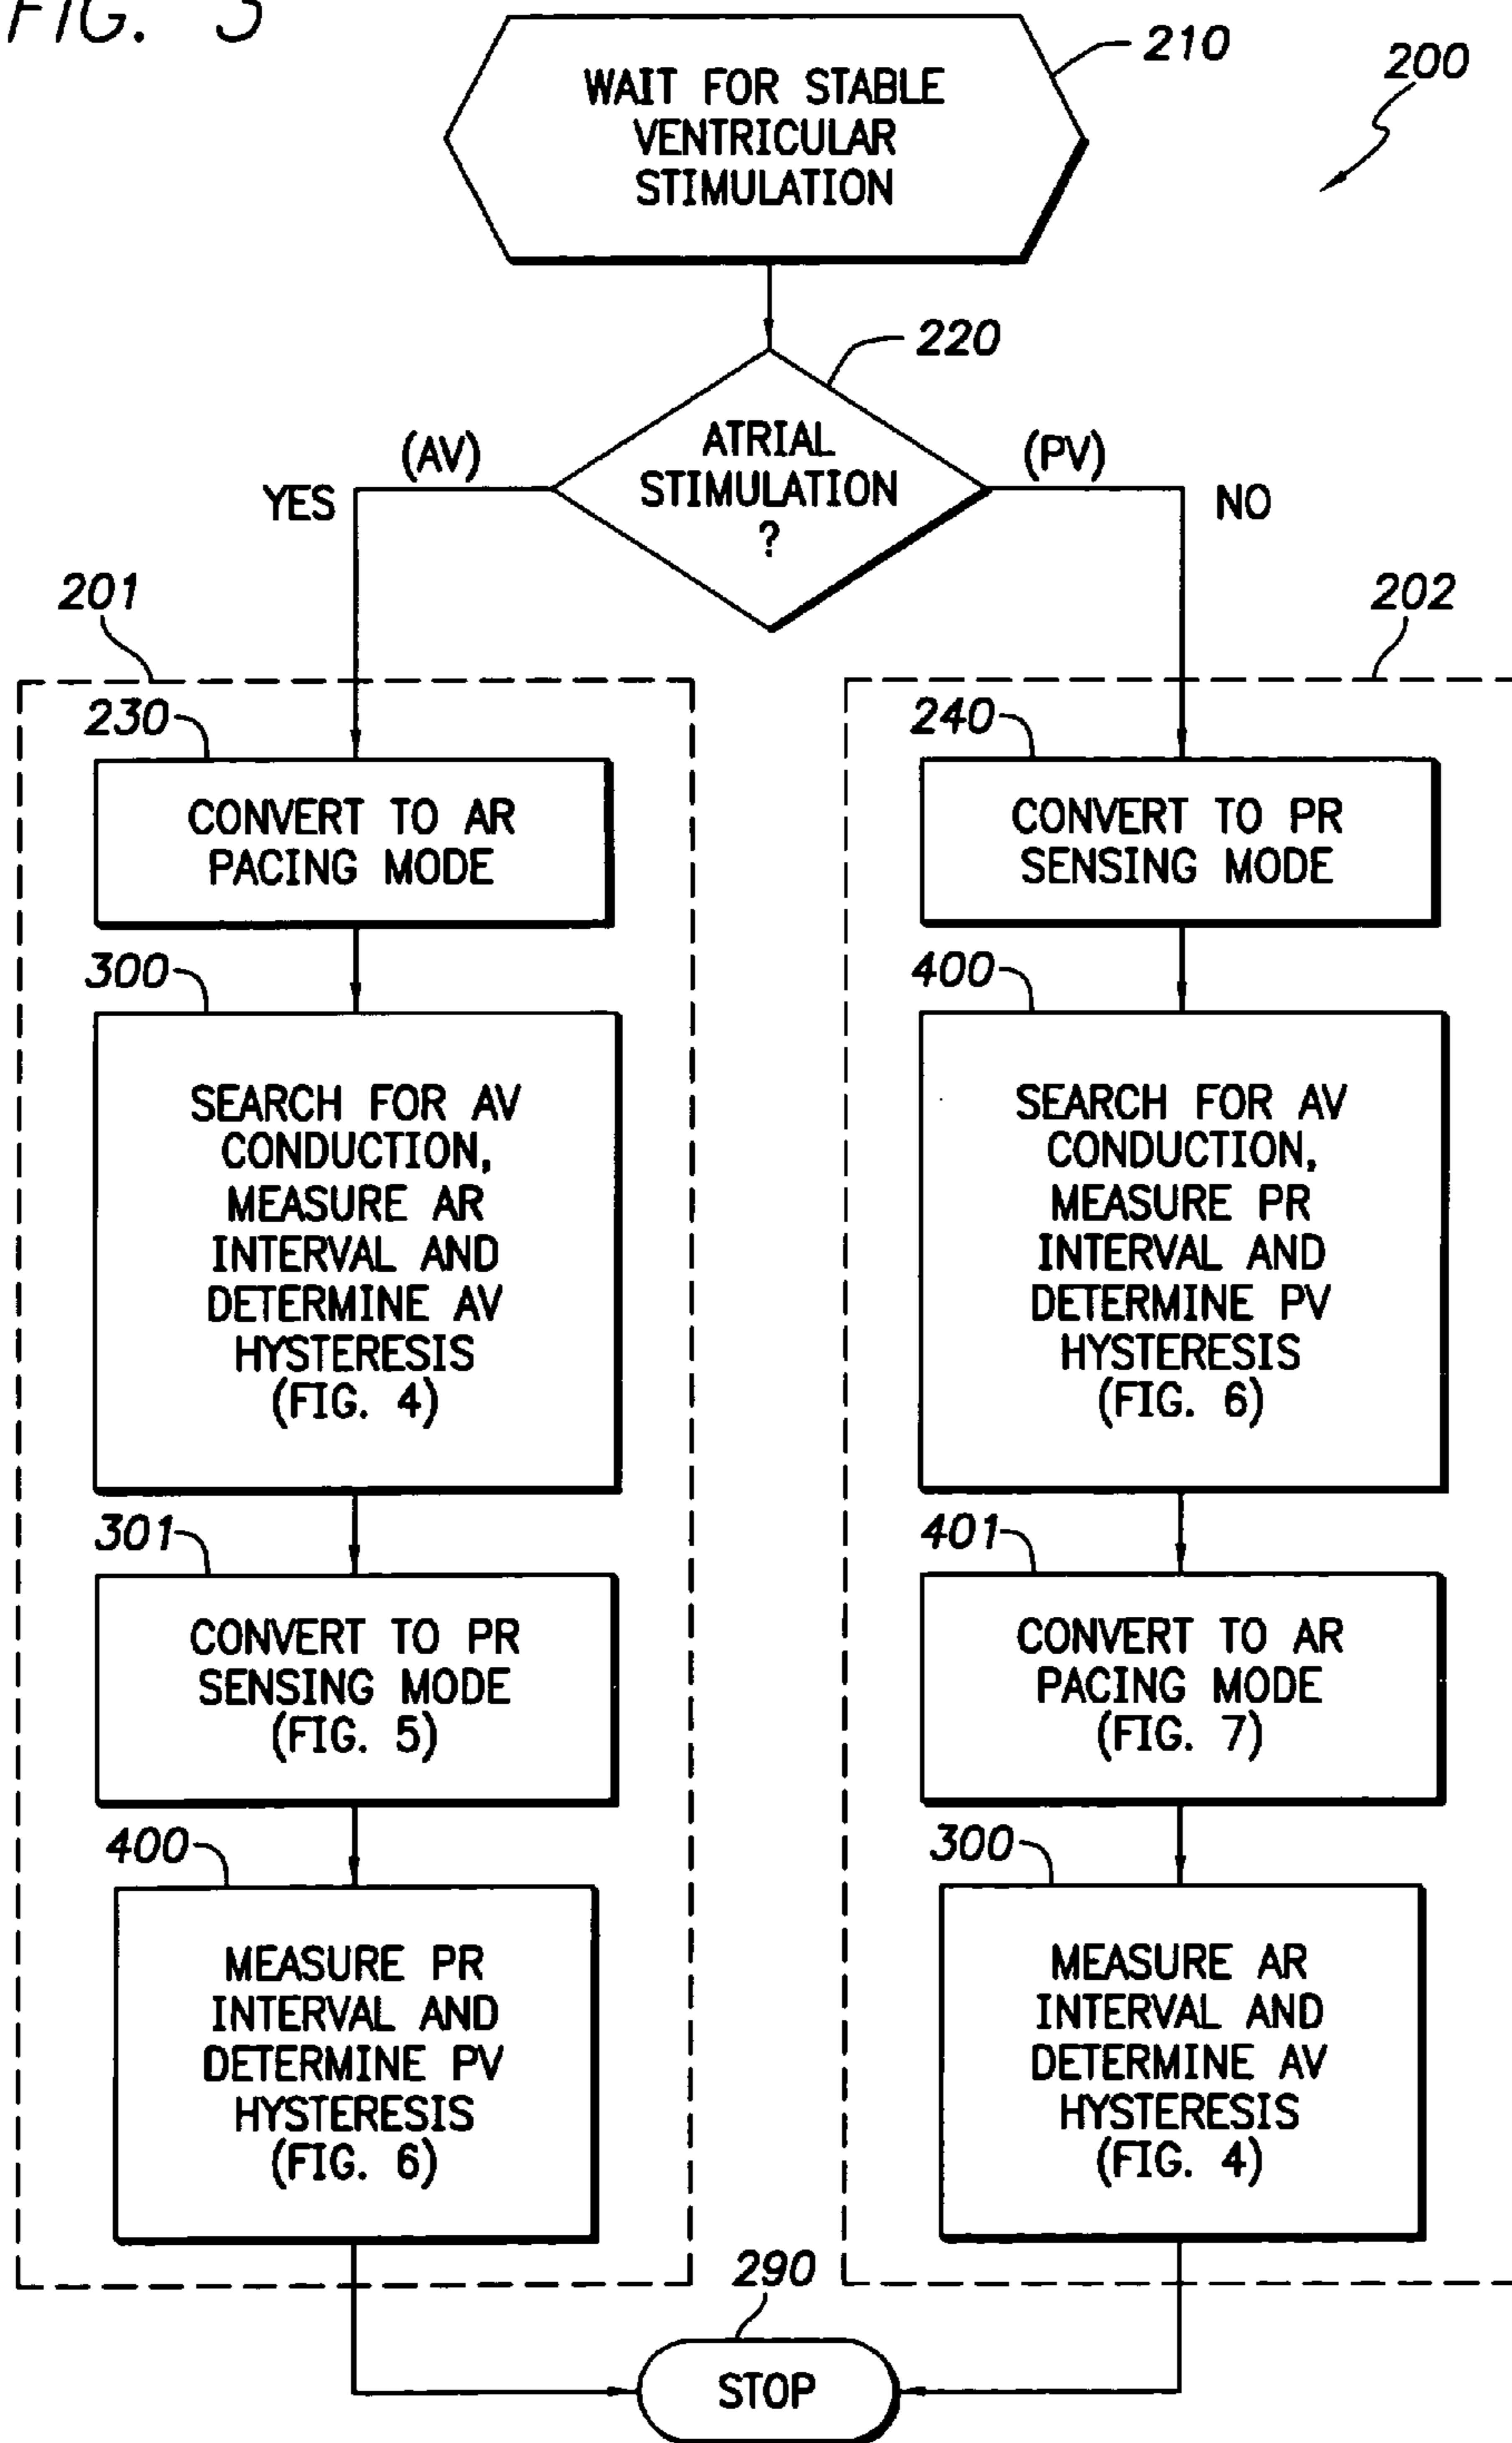 FIG. 3
210
200
WAIT FOR STABLE
VENTRICULAR
STIMULATION
220
ATRIAL
STIMULATION
?
(AV)
YES
(PV)
NO
201
230
CONVERT TO AR
PACING MODE
300
SEARCH FOR AV
CONDUCTION,
MEASURE AR
INTERVAL AND
DETERMINE AV
HYSTERESIS
(FIG. 4)
301
CONVERT TO PR
SENSING MODE
(FIG. 5)
400
MEASURE PR
INTERVAL AND
DETERMINE PV
HYSTERESIS
(FIG. 6)
202
240
CONVERT TO PR
SENSING MODE
400
SEARCH FOR AV
CONDUCTION,
MEASURE PR
INTERVAL AND
DETERMINE PV
HYSTERESIS
(FIG. 6)
401
CONVERT TO AR
PACING MODE
(FIG. 7)
300
MEASURE AR
INTERVAL AND
DETERMINE AV
HYSTERESIS
(FIG. 4)
290
STOP